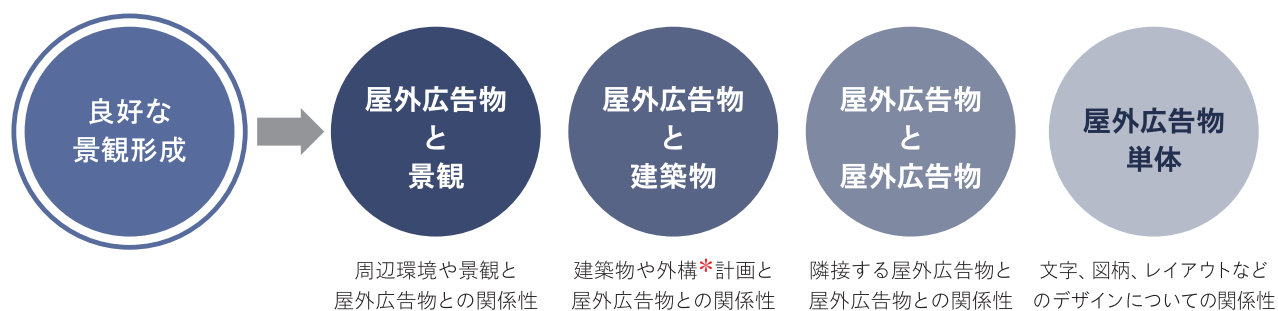 良好な
景観形成
屋外広告物
と
景観
屋外広告物
と
建築物
屋外広告物
と
屋外広告物
屋外広告物
単体
周辺環境や景観と
屋外広告物との関係性
建築物や外構*計画と
屋外広告物との関係性
隣接する屋外広告物と
屋外広告物との関係性
文字、図柄、レイアウトなど
のデザインについての関係性